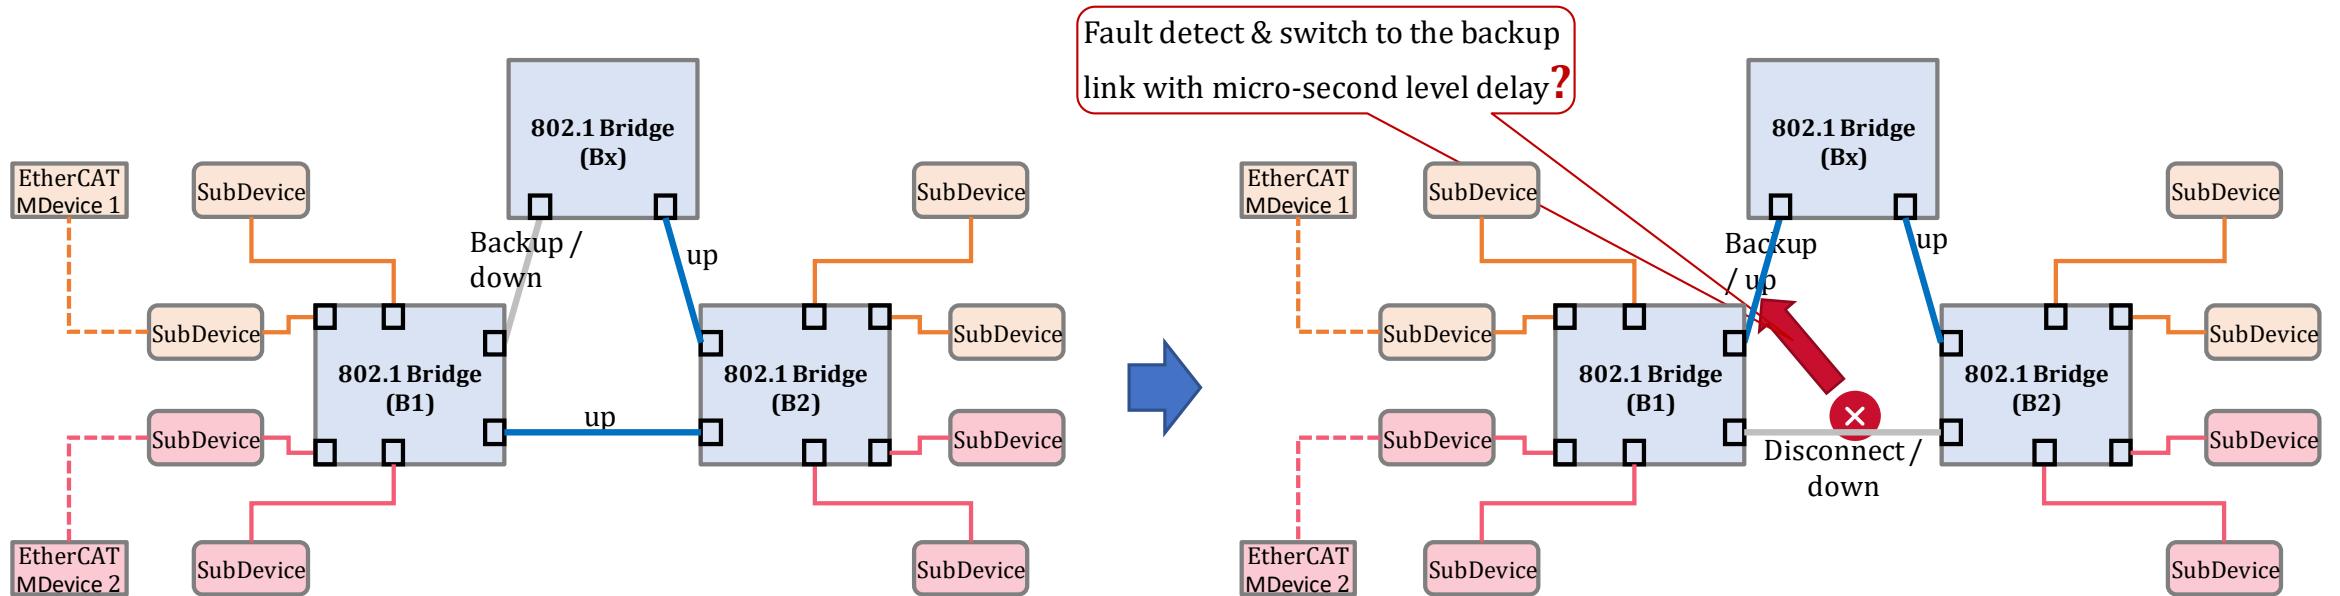 802.1 Bridge
(Bx)
EtherCAT
MDevice 1
SubDevice
SubDevice
Backup /
down
up
SubDevice
SubDevice
802.1 Bridge
(B1)
up
802.1 Bridge
(B2)
SubDevice
SubDevice
EtherCAT
MDevice 2
SubDevice
SubDevice
Fault detect & switch to the backup
link with micro-second level delay?
802.1 Bridge
(Bx)
EtherCAT
MDevice 1
SubDevice
SubDevice
Backup
/ up
up
SubDevice
SubDevice
802.1 Bridge
(B1)
802.1 Bridge
(B2)
SubDevice
Disconnect /
down
SubDevice
EtherCAT
MDevice 2
SubDevice
SubDevice